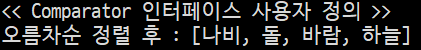 << Comparator 인터페이스 사용자 정의 >>
오름차순 정렬 후 : [나비, 돌, 바람, 하늘]